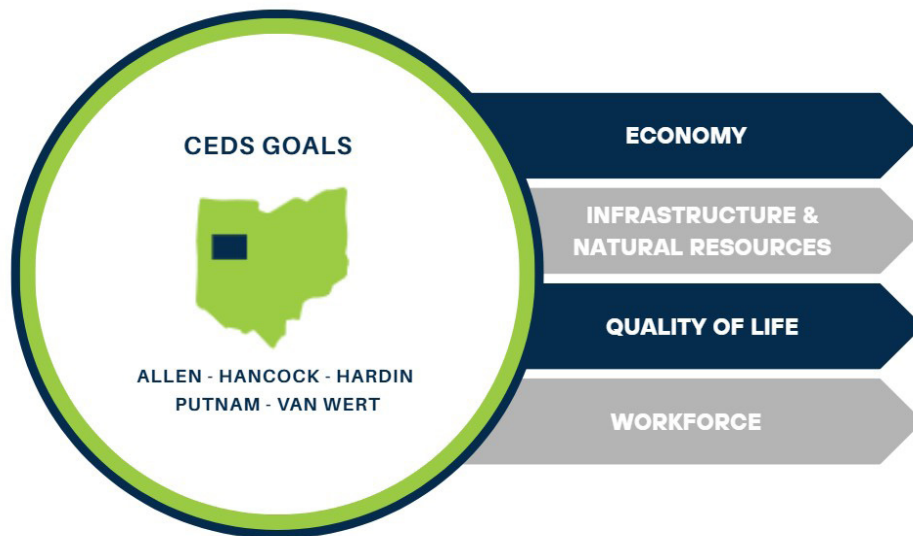 CEDS GOALS
ALLEN - HANCOCK - HARDIN
PUTNAM - VAN WERT
ECONOMY
INFRASTRUCTURE &
NATURAL RESOURCES
QUALITY OF LIFE
WORKFORCE